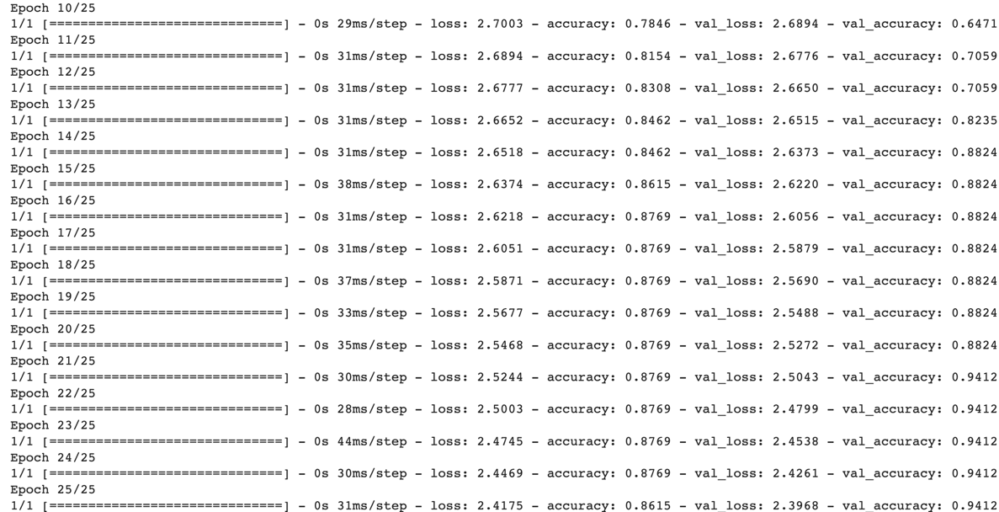 Epoch 10/25
1/1 [==============================] - 0s 29ms/step - loss: 2.7003 - accuracy: 0.7846 - val_loss: 2.6894 - val_accuracy: 0.6471
Epoch 11/25
1/1 [==============================] - 0s 31ms/step - loss: 2.6894 - accuracy: 0.8154 - val_loss: 2.6776 - val_accuracy: 0.7059
Epoch 12/25
1/1 [==============================] - 0s 31ms/step - loss: 2.6777 - accuracy: 0.8308 - val_loss: 2.6650 - val_accuracy: 0.7059
Epoch 13/25
1/1 [==============================] - 0s 31ms/step - loss: 2.6652 - accuracy: 0.8462 - val_loss: 2.6515 - val_accuracy: 0.8235
Epoch 14/25
1/1 [==============================] - 0s 31ms/step - loss: 2.6518 - accuracy: 0.8462 - val_loss: 2.6373 - val_accuracy: 0.8824
Epoch 15/25
1/1 [==============================] - 0s 38ms/step - loss: 2.6374 - accuracy: 0.8615 - val_loss: 2.6220 - val_accuracy: 0.8824
Epoch 16/25
1/1 [==============================] - 0s 31ms/step - loss: 2.6218 - accuracy: 0.8769 - val_loss: 2.6056 - val_accuracy: 0.8824
Epoch 17/25
1/1 [==============================] - 0s 31ms/step - loss: 2.6051 - accuracy: 0.8769 - val_loss: 2.5879 - val_accuracy: 0.8824
Epoch 18/25
1/1 [==============================] - 0s 37ms/step - loss: 2.5871 - accuracy: 0.8769 - val_loss: 2.5690 - val_accuracy: 0.8824
Epoch 19/25
1/1 [==============================] - 0s 33ms/step - loss: 2.5677 - accuracy: 0.8769 - val_loss: 2.5488 - val_accuracy: 0.8824
Epoch 20/25
1/1 [==============================] - 0s 35ms/step - loss: 2.5468 - accuracy: 0.8769 - val_loss: 2.5272 - val_accuracy: 0.8824
Epoch 21/25
1/1 [==============================] - 0s 30ms/step - loss: 2.5244 - accuracy: 0.8769 - val_loss: 2.5043 - val_accuracy: 0.9412
Epoch 22/25
1/1 [==============================] - 0s 28ms/step - loss: 2.5003 - accuracy: 0.8769 - val_loss: 2.4799 - val_accuracy: 0.9412
Epoch 23/25
1/1 [==============================] - 0s 44ms/step - loss: 2.4745 - accuracy: 0.8769 - val_loss: 2.4538 - val_accuracy: 0.9412
Epoch 24/25
1/1 [==============================] - 0s 30ms/step - loss: 2.4469 - accuracy: 0.8769 - val_loss: 2.4261 - val_accuracy: 0.9412
Epoch 25/25
1/1 [==============================] - 0s 31ms/step - loss: 2.4175 - accuracy: 0.8615 - val_loss: 2.3968 - val_accuracy: 0.9412